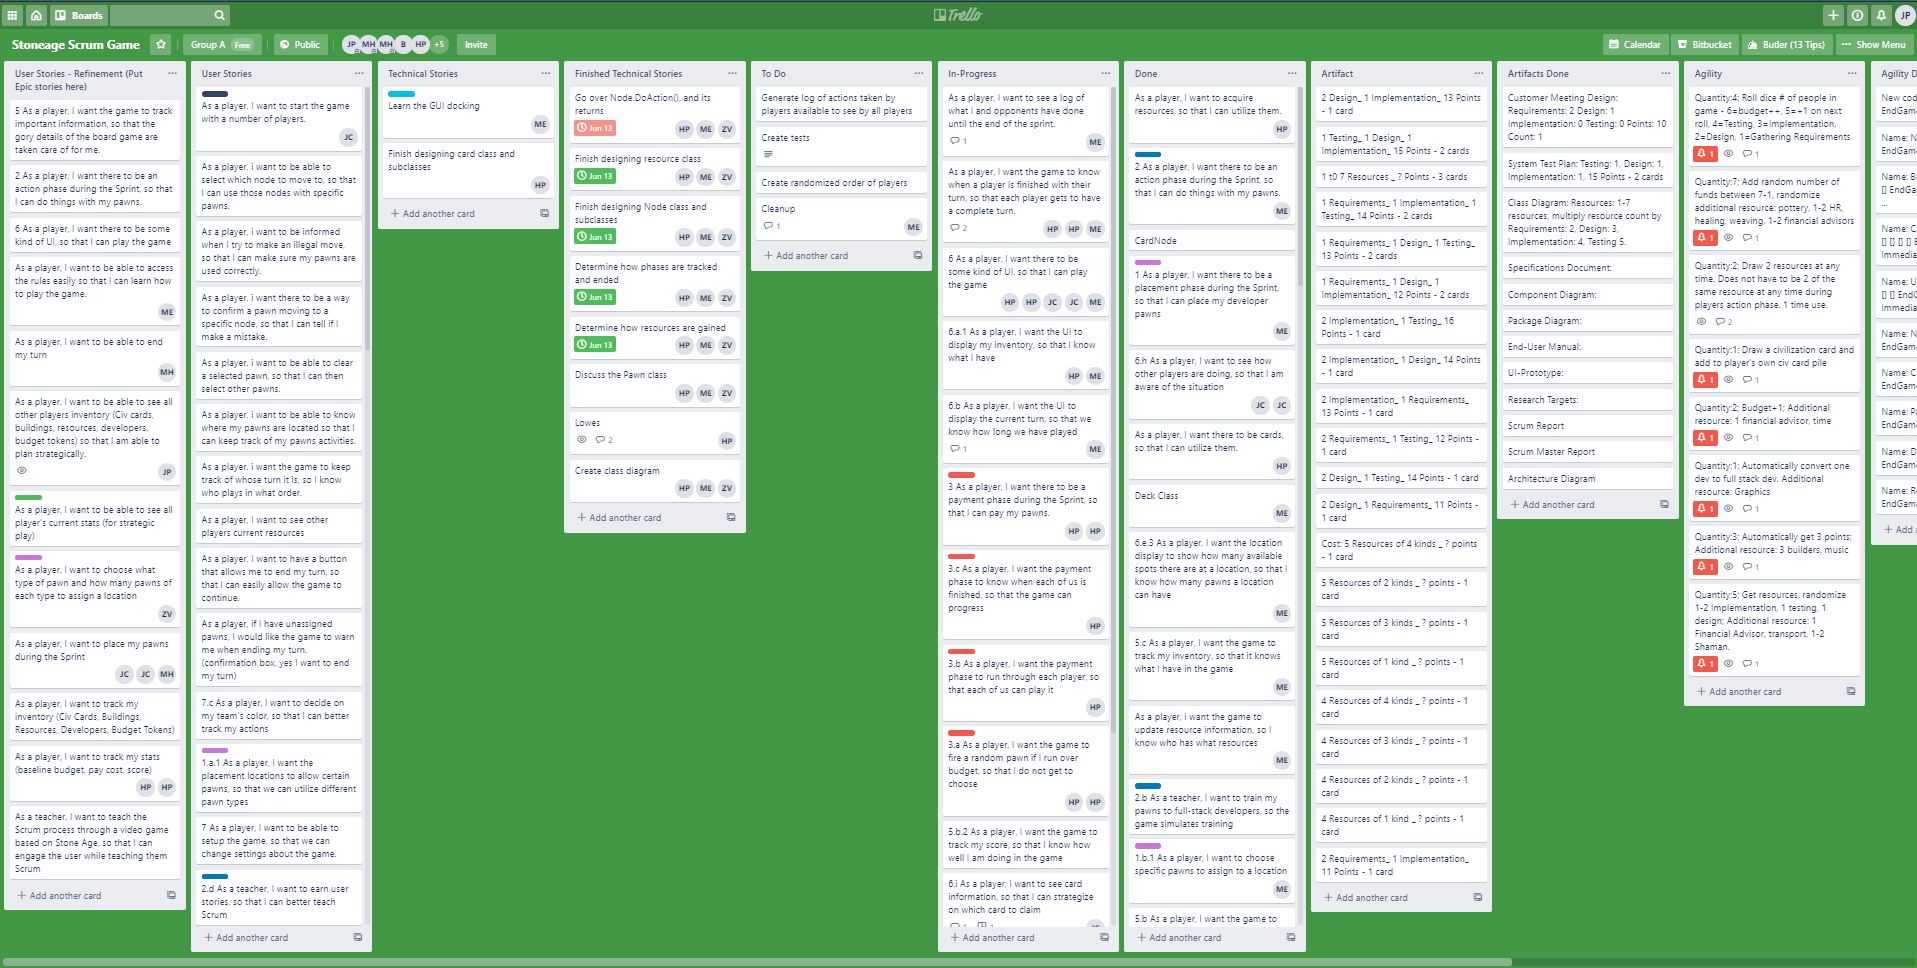 Boards
Trello
JP
Stoneage Scrum Game
Group A Free
Public
JP MH MH B HP +5
Invite
Calendar
Bitbucket
Butler (13 Tips)
Show Menu
User Stories - Refinement (Put
Epic stories here)
5 As a player, I want the game to track
important information, so that the
gory details of the board game are
taken care of for me.
2 As a player, I want there to be an
action phase during the Sprint, so that
I can do things with my pawns.
6 As a player, I want there to be some
kind of UI, so that I can play the game
As a player, I want to be able to access
the rules easily so that I can learn how
to play the game.
ME
As a player, I want to be able to end
my turn
MH
As a player, I want to be able to see all
other players inventory (Civ cards,
buildings, resources, developers,
budget tokens) so that I am able to
plan strategically.
JP
As a player, I want to be able to see all
player's current stats (for strategic
play)
As a player, I want to choose what
type of pawn and how many pawns of
each type to assign a location
ZV
As a player, I want to place my pawns
during the Sprint
JC JC MH
As a player, I want to track my
inventory (Civ Cards, Buildings,
Resources, Developers, Budget Tokens)
As a player, I want to track my stats
(baseline budget, pay cost, score)
HP HP
As a teacher, I want to teach the
Scrum process through a video game
based on Stone Age, so that I can
engage the user while teaching them
Scrum
Add another card
User Stories
As a player, I want to start the game
with a number of players.
JC
As a player, i want to be able to
select which node to move to, so that
I can use those nodes with specific
pawns.
As a player, i want to be informed
when I try to make an illegal move,
so that I can make sure my pawns are
used correctly.
As a player, i want there to be a way
to confirm a pawn moving to a
specific node, so that I can tell if I
make a mistake.
As a player, i want to be able to clear
a selected pawn, so that I can then
select other pawns.
As a player, i want to be able to know
where my pawns are located so that I
can keep track of my pawns activities.
As a player, i want the game to keep
track of whose turn it is, so I know
who plays in what order.
As a player, I want to see other
players current resources
As a player, I want to have a button
that allows me to end my turn, so
that I can easily allow the game to
continue.
As a player, if I have unassigned
pawns, I would like the game to warn
me when ending my turn.
(confirmation box, yes I want to end
my turn)
7.c As a player, I want to decide on
my team's color, so that I can better
track my actions
1.a.1 As a player, I want the
placement locations to allow certain
pawns, so that we can utilize different
pawn types
7 As a player, I want to be able to
setup the game, so that we can
change settings about the game.
2.d As a teacher, I want to earn user
stories, so that I can better teach
Scrum
Add another card
Technical Stories
Learn the GUI docking
ME
Finish designing card class and
subclasses
HP
Add another card
Finished Technical Stories
Go over Node.DoAction(), and its
returns
Jun 13 HP ME ZV
Finish designing resource class
Jun 13 HP ME ZV
Finish designing Node class and
subclasses
Jun 13 HP ME ZV
Determine how phases are tracked
and ended
Jun 13 HP ME ZV
Determine how resources are gained
Jun 13 HP ME ZV
Discuss the Pawn class
HP ME ZV
Lowes
2 HP
Create class diagram
HP ME ZV
Add another card
To Do
Generate log of actions taken by
players available to see by all players
Create tests
Create randomized order of players
Cleanup
1 ME
Add another card
In-Progress
As a player, I want to see a log of
what I and opponents have done
until the end of the sprint.
1 ME
As a player, I want the game to know
when a player is finished with their
turn, so that each player gets to have
a complete turn.
2 HP HP ME
6 As a player, I want there to be
some kind of UI, so that I can play
the game
HP HP JC JC ME
6.a.1 As a player, I want the UI to
display my inventory, so that I know
what I have
HP ME
6.b As a player, I want the UI to
display the current turn, so that we
know how long we have played
1 ME
3 As a player, I want there to be a
payment phase during the Sprint, so
that I can pay my pawns.
HP HP
3.c As a player, I want the payment
phase to know when each of us is
finished, so that the game can
progress
HP
3.b As a player, I want the payment
phase to run through each player, so
that each of us can play it
HP
3.a As a player, I want the game to
fire a random pawn if I run over
budget, so that I do not get to
choose
HP HP
5.b.2 As a player, I want the game to
track my score, so that I know how
well I am doing in the game
6.i As a player, I want to see card
information, so that I can strategize
on which card to claim
Add another card
Done
As a player, I want to acquire
resources, so that I can utilize them.
HP
2 As a player, I want there to be an
action phase during the Sprint, so
that I can do things with my pawns.
ME
CardNode
1 As a player, I want there to be a
placement phase during the Sprint,
so that I can place my developer
pawns
ME
6.h As a player, I want to see how
other players are doing, so that I am
aware of the situation
JC JC
As a player, I want there to be cards,
so that I can utilize them.
HP
Deck Class
ME
6.e.3 As a player, I want the location
display to show how many available
spots there are at a location, so that I
know how many pawns a location
can have
ME
5.c As a player, I want the game to
track my inventory, so that it knows
what I have in the game
ME
As a player, i want the game to
update resource information, so I
know who has what resources
ME
2.b As a teacher, I want to train my
pawns to full-stack developers, so the
game simulates training
1.b.1 As a player, I want to choose
specific pawns to assign to a location
ME
5.b As a player, I want the game to
Add another card
Artifact
2 Design_ 1 Implementation_ 13 Points
- 1 card
1 Testing_ 1 Design_ 1
Implementation_ 15 Points - 2 cards
1 t0 7 Resources _ ? Points - 3 cards
1 Requirements_ 1 Implementation_ 1
Testing_ 14 Points - 2 cards
1 Requirements_ 1 Design_ 1 Testing_
13 Points - 2 cards
1 Requirements_ 1 Design_ 1
Implementation_ 12 Points - 2 cards
2 Implementation_ 1 Testing_ 16
Points - 1 card
2 Implementation_ 1 Design_ 14 Points
- 1 card
2 Implementation_ 1 Requirements_
13 Points - 1 card
2 Requirements_ 1 Testing_ 12 Points -
1 card
2 Design_ 1 Testing_ 14 Points - 1 card
2 Design_ 1 Requirements_ 11 Points -
1 card
Cost: 5 Resources of 4 kinds _ ? points
- 1 card
5 Resources of 2 kinds _ ? points - 1
card
5 Resources of 3 kinds _ ? points - 1
card
5 Resources of 1 kind _ ? points - 1
card
4 Resources of 4 kinds _ ? points - 1
card
4 Resources of 3 kinds _ ? points - 1
card
4 Resources of 2 kinds _ ? points - 1
card
4 Resources of 1 kind _ ? points - 1
card
2 Requirements_ 1 Implementation_
11 Points - 1 card
Add another card
Artifacts Done
Customer Meeting Design:
Requirements: 2 Design: 1
Implementation: 0 Testing: 0 Points: 10
Count: 1
System Test Plan: Testing: 1, Design: 1,
Implementation: 1, 15 Points - 2 cards
Class Diagram: Resources: 1-7
resources, multiply resource count by
Requirements: 2, Design: 3,
Implementation: 4, Testing 5.
Specifications Document:
Component Diagram:
Package Diagram:
End-User Manual:
UI-Prototype:
Research Targets:
Scrum Report
Scrum Master Report
Architecture Diagram
Add another card
Agility
Quantity:4; Roll dice # of people in
game - 6=budget++, 5=+1 on next
roll, 4=Testing, 3=Implementation,
2=Design, 1=Gathering Requirements
1 1
Quantity:7; Add random number of
funds between 7-1, randomize
additional resource: pottery, 1-2 HR,
healing, weaving, 1-2 financial advisors
1 1
Quantity:2; Draw 2 resources at any
time. Does not have to be 2 of the
same resource at any time during
players action phase. 1 time use.
2
Quantity:1; Draw a civilization card and
add to player's own civ card pile
1 1
Quantity:2; Budget+1; Additional
resource: 1 financial advisor, time
1 1
Quantity:1; Automatically convert one
dev to full stack dev. Additional
resource: Graphics
1 1
Quantity:3; Automatically get 3 points;
Additional resource: 3 builders, music
1 1
Quantity:5; Get resources, randomize
1-2 Implementation, 1 testing, 1
design; Additional resource: 1
Financial Advisor, transport, 1-2
Shaman.
1 1
Add another card
Agility D
New cod
EndGam
Name: N
EndGam
Name: B
[] EndGa
...
Name: C
[] [] [] [] E
Immedia
Name: U
[] [] EndG
Immedia
Name: N
EndGam
Name: C
EndGam
Name: Pa
EndGam
Name: D
EndGam
Name: R
EndGam
Add a